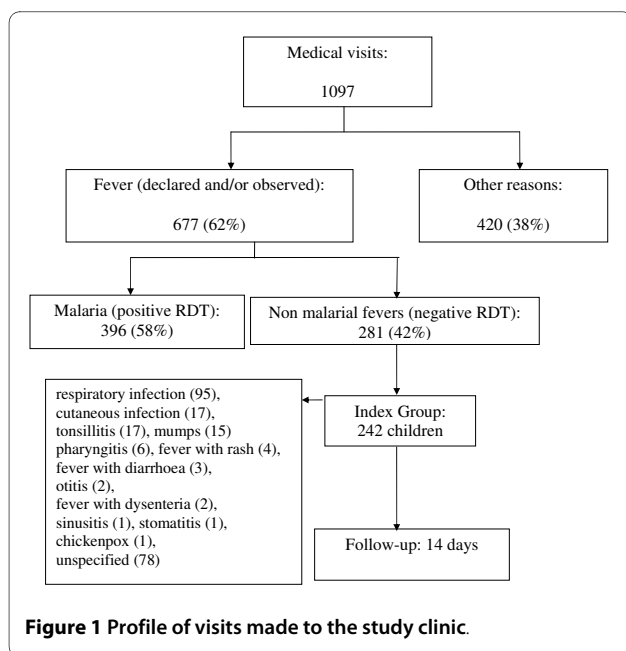 Medical visits:
1097
Fever (declared and/or observed):
677 (62%)
Other reasons:
420 (38%)
Malaria (positive RDT):
396 (58%)
Non malarial fevers (negative RDT):
281 (42%)
respiratory infection (95),
cutaneous infection (17),
tonsillitis (17), mumps (15)
pharyngitis (6), fever with rash (4),
fever with diarrhoea (3),
otitis (2),
fever with dysenteria (2),
sinusitis (1), stomatitis (1),
chickenpox (1),
unspecified (78)
Index Group:
242 children
Follow-up: 14 days
Figure 1 Profile of visits made to the study clinic.